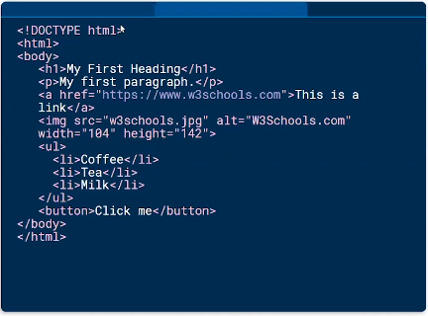 <!DOCTYPE html>
<html>
<body>
<h1>My First Heading</h1>
<p>My first paragraph.</p>
<a href="https://www.w3schools.com">This is a
link</a>
<img src="w3schools.jpg" alt="W3Schools.com"
width="104" height="142">
<ul>
<li>Coffee</li>
<li>Tea</li>
<li>Milk</li>
</ul>
<button>Click me</button>
</body>
</html>